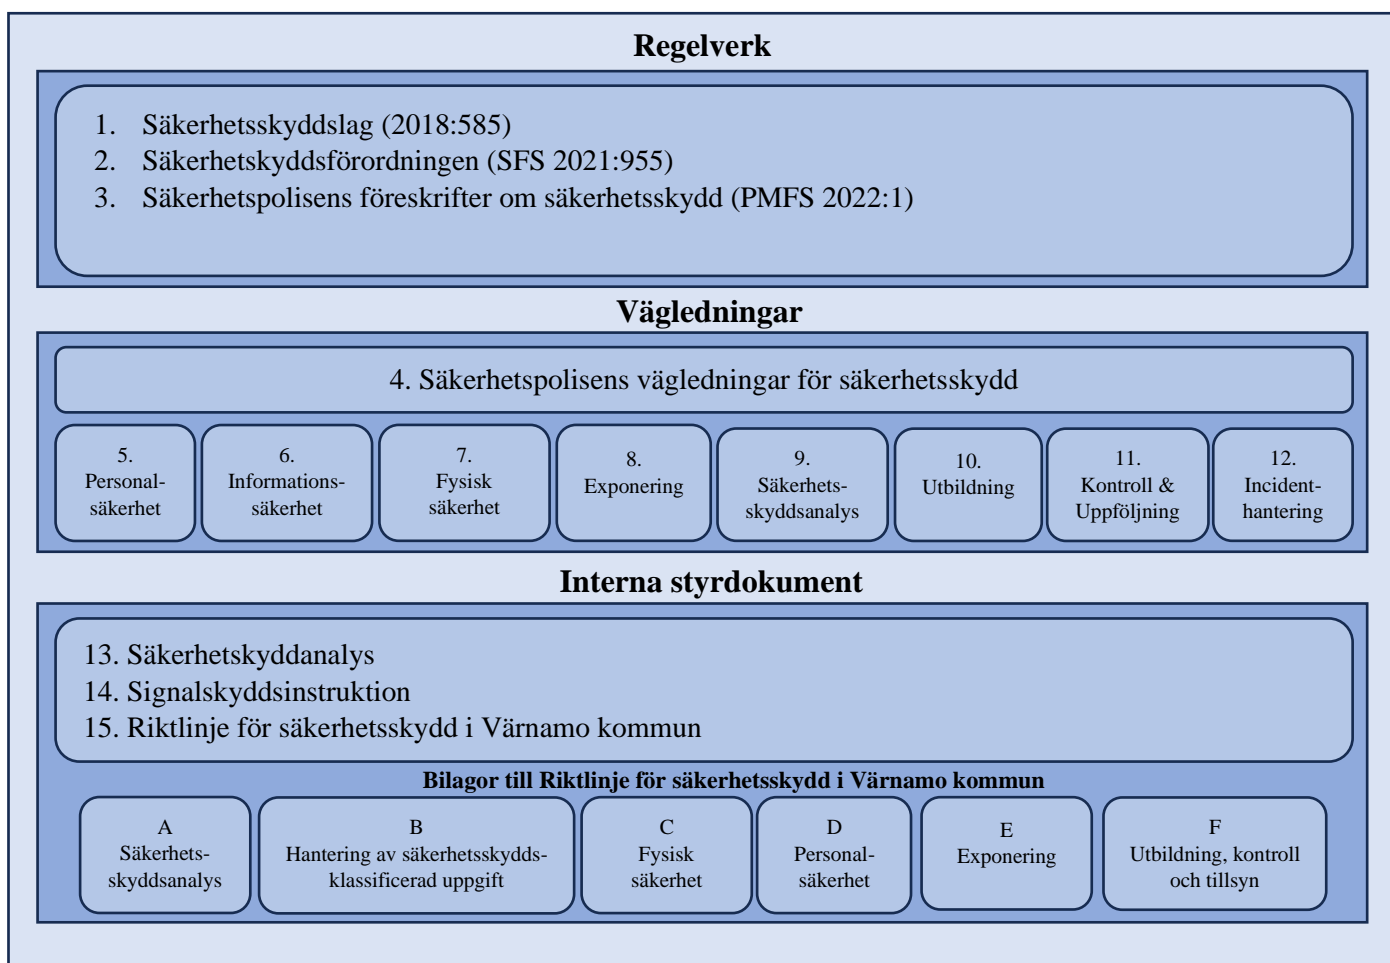 Regelverk
1. Säkerhetsskyddslag (2018:585)
2. Säkerhetskyddsförordningen (SFS 2021:955)
3. Säkerhetspolisens föreskrifter om säkerhetsskydd (PMFS 2022:1)
Vägledningar
4. Säkerhetspolisens vägledningar för säkerhetsskydd
5.
Personal-
säkerhet
6.
Informations-
säkerhet
7.
Fysisk
säkerhet
8.
Exponering
9.
Säkerhets-
skyddsanalys
10.
Utbildning
11.
Kontroll &
Uppföljning
12.
Incident-
hantering
Interna styrdokument
13. Säkerhetskyddanalys
14. Signalskyddsinstruktion
15. Riktlinje för säkerhetsskydd i Värnamo kommun
Bilagor till Riktlinje för säkerhetsskydd i Värnamo kommun
A
Säkerhets-
skyddsanalys
B
Hantering av säkerhetsskydds-
klassificerad uppgift
C
Fysisk
säkerhet
D
Personal-
säkerhet
E
Exponering
F
Utbildning, kontroll
och tillsyn